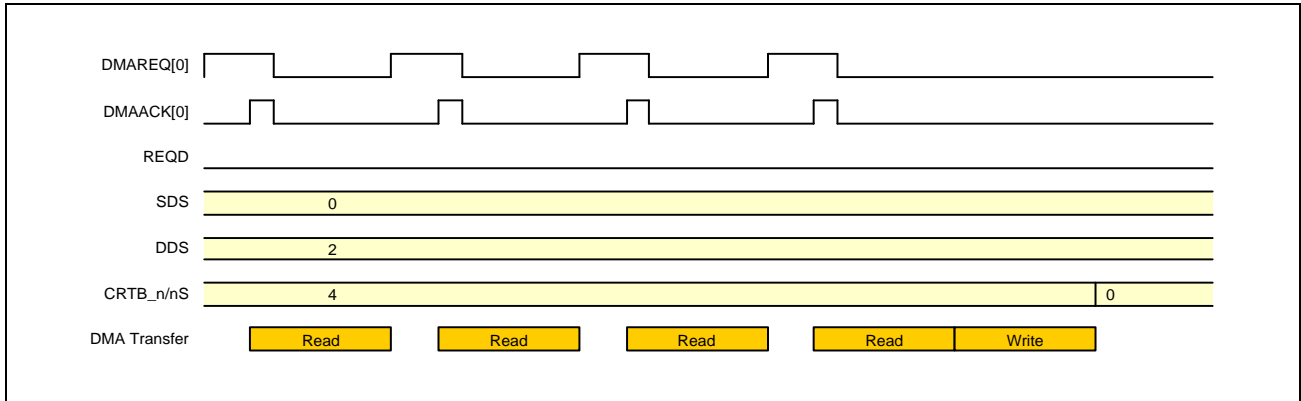 DMAREQ[0]
DMAACK[0]
REQD
SDS 0
DDS 2
CRTB_n/nS 4 0
DMA Transfer Read Read Read Read Write